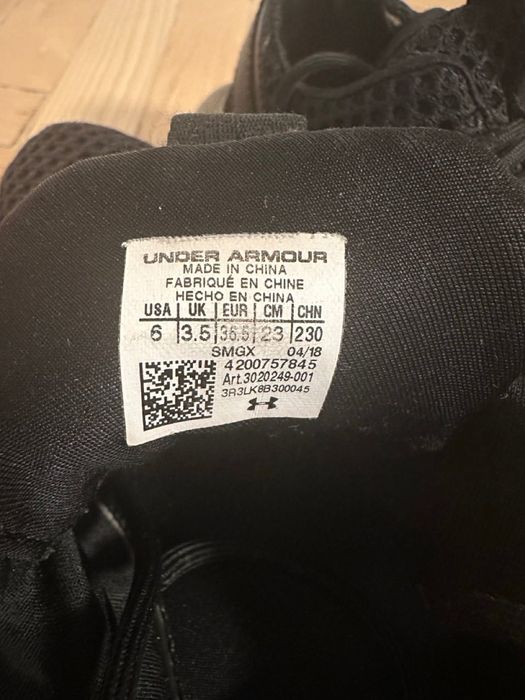 UNDER ARMOUR
MADE IN CHINA
FABRIQUÉ EN CHINE
HECHO EN CHINA
USA UK EUR CM CHN
6 3.5 36.5 23 230
SMGX 04/18
4200757845
Art.3020249-001
3R3LK8B300045